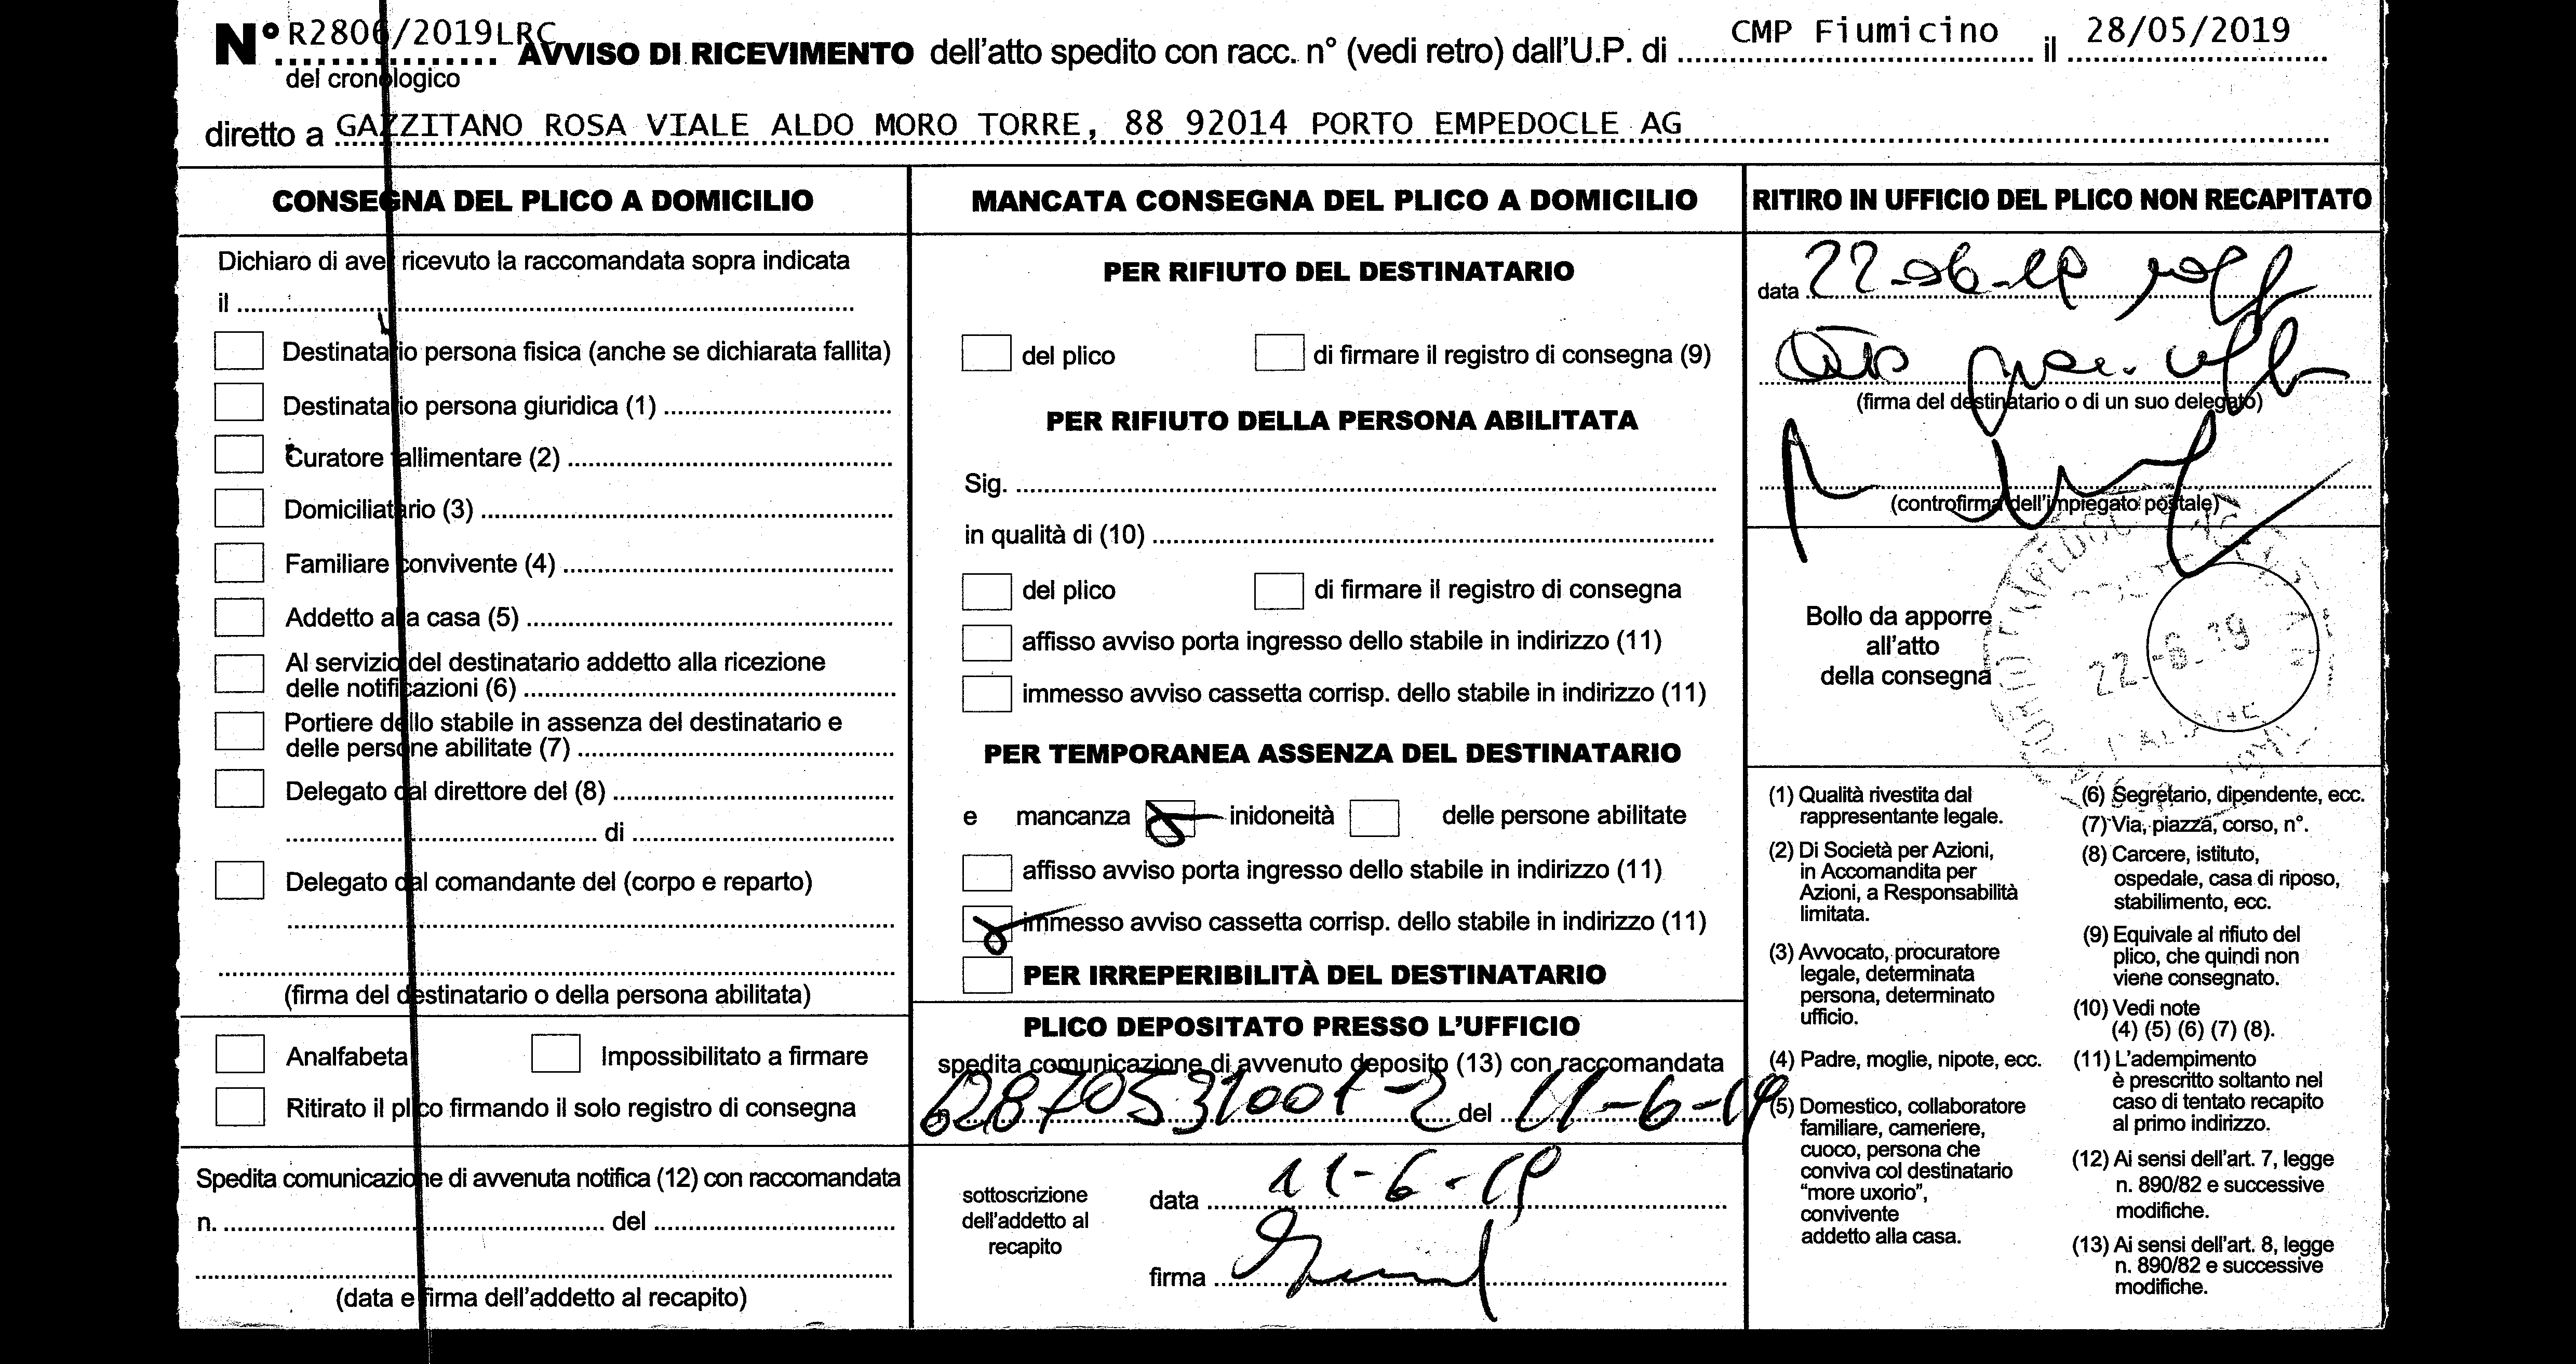 N° R2806/2019LRC AVVISO DI RICEVIMENTO dell'atto spedito con racc. n° (vedi retro) dall'U.P. di CMP Fiumicino il 28/05/2019
del cronologico
diretto a GAZZITANO ROSA VIALE ALDO MORO TORRE, 88 92014 PORTO EMPEDOCLE AG
CONSEGNA DEL PLICO A DOMICILIO
Dichiaro di aver ricevuto la raccomandata sopra indicata
il
Destinatario persona fisica (anche se dichiarata fallita)
Destinatario persona giuridica (1)
Curatore fallimentare (2)
Domiciliatario (3)
Familiare convivente (4)
Addetto alla casa (5)
Al servizio del destinatario addetto alla ricezione
delle notificazioni (6)
Portiere dello stabile in assenza del destinatario e
delle persone abilitate (7)
Delegato dal direttore del (8)
di
Delegato dal comandante del (corpo e reparto)
(firma del destinatario o della persona abilitata)
Analfabeta Impossibilitato a firmare
Ritirato il plico firmando il solo registro di consegna
Spedita comunicazione di avvenuta notifica (12) con raccomandata
n. del
(data e firma dell'addetto al recapito)
MANCATA CONSEGNA DEL PLICO A DOMICILIO
PER RIFIUTO DEL DESTINATARIO
del plico di firmare il registro di consegna (9)
PER RIFIUTO DELLA PERSONA ABILITATA
Sig.
in qualità di (10)
del plico di firmare il registro di consegna
affisso avviso porta ingresso dello stabile in indirizzo (11)
immesso avviso cassetta corrisp. dello stabile in indirizzo (11)
PER TEMPORANEA ASSENZA DEL DESTINATARIO
e mancanza inidoneità delle persone abilitate
affisso avviso porta ingresso dello stabile in indirizzo (11)
immesso avviso cassetta corrisp. dello stabile in indirizzo (11)
PER IRREPERIBILITÀ DEL DESTINATARIO
PLICO DEPOSITATO PRESSO L'UFFICIO
spedita comunicazione di avvenuto deposito (13) con raccomandata
62870531001-2 del 11-6-19
sottoscrizione
dell'addetto al
recapito
data 11-6-19
firma
RITIRO IN UFFICIO DEL PLICO NON RECAPITATO
data 22-06-19
(firma del destinatario o di un suo delegato)
(controfirma dell'impiegato postale)
Bollo da apporre
all'atto
della consegna
22.-6.19
(1) Qualità rivestita dal
rappresentante legale.
(2) Di Società per Azioni,
in Accomandita per
Azioni, a Responsabilità
limitata.
(3) Avvocato, procuratore
legale, determinata
persona, determinato
ufficio.
(4) Padre, moglie, nipote, ecc.
(5) Domestico, collaboratore
familiare, cameriere,
cuoco, persona che
conviva col destinatario
“more uxorio”,
convivente
addetto alla casa.
(6) Segretario, dipendente, ecc.
(7) Via, piazza, corso, n°.
(8) Carcere, istituto,
ospedale, casa di riposo,
stabilimento, ecc.
(9) Equivale al rifiuto del
plico, che quindi non
viene consegnato.
(10) Vedi note
(4) (5) (6) (7) (8).
(11) L'adempimento
è prescritto soltanto nel
caso di tentato recapito
al primo indirizzo.
(12) Ai sensi dell'art. 7, legge
n. 890/82 e successive
modifiche.
(13) Ai sensi dell'art. 8, legge
n. 890/82 e successive
modifiche.